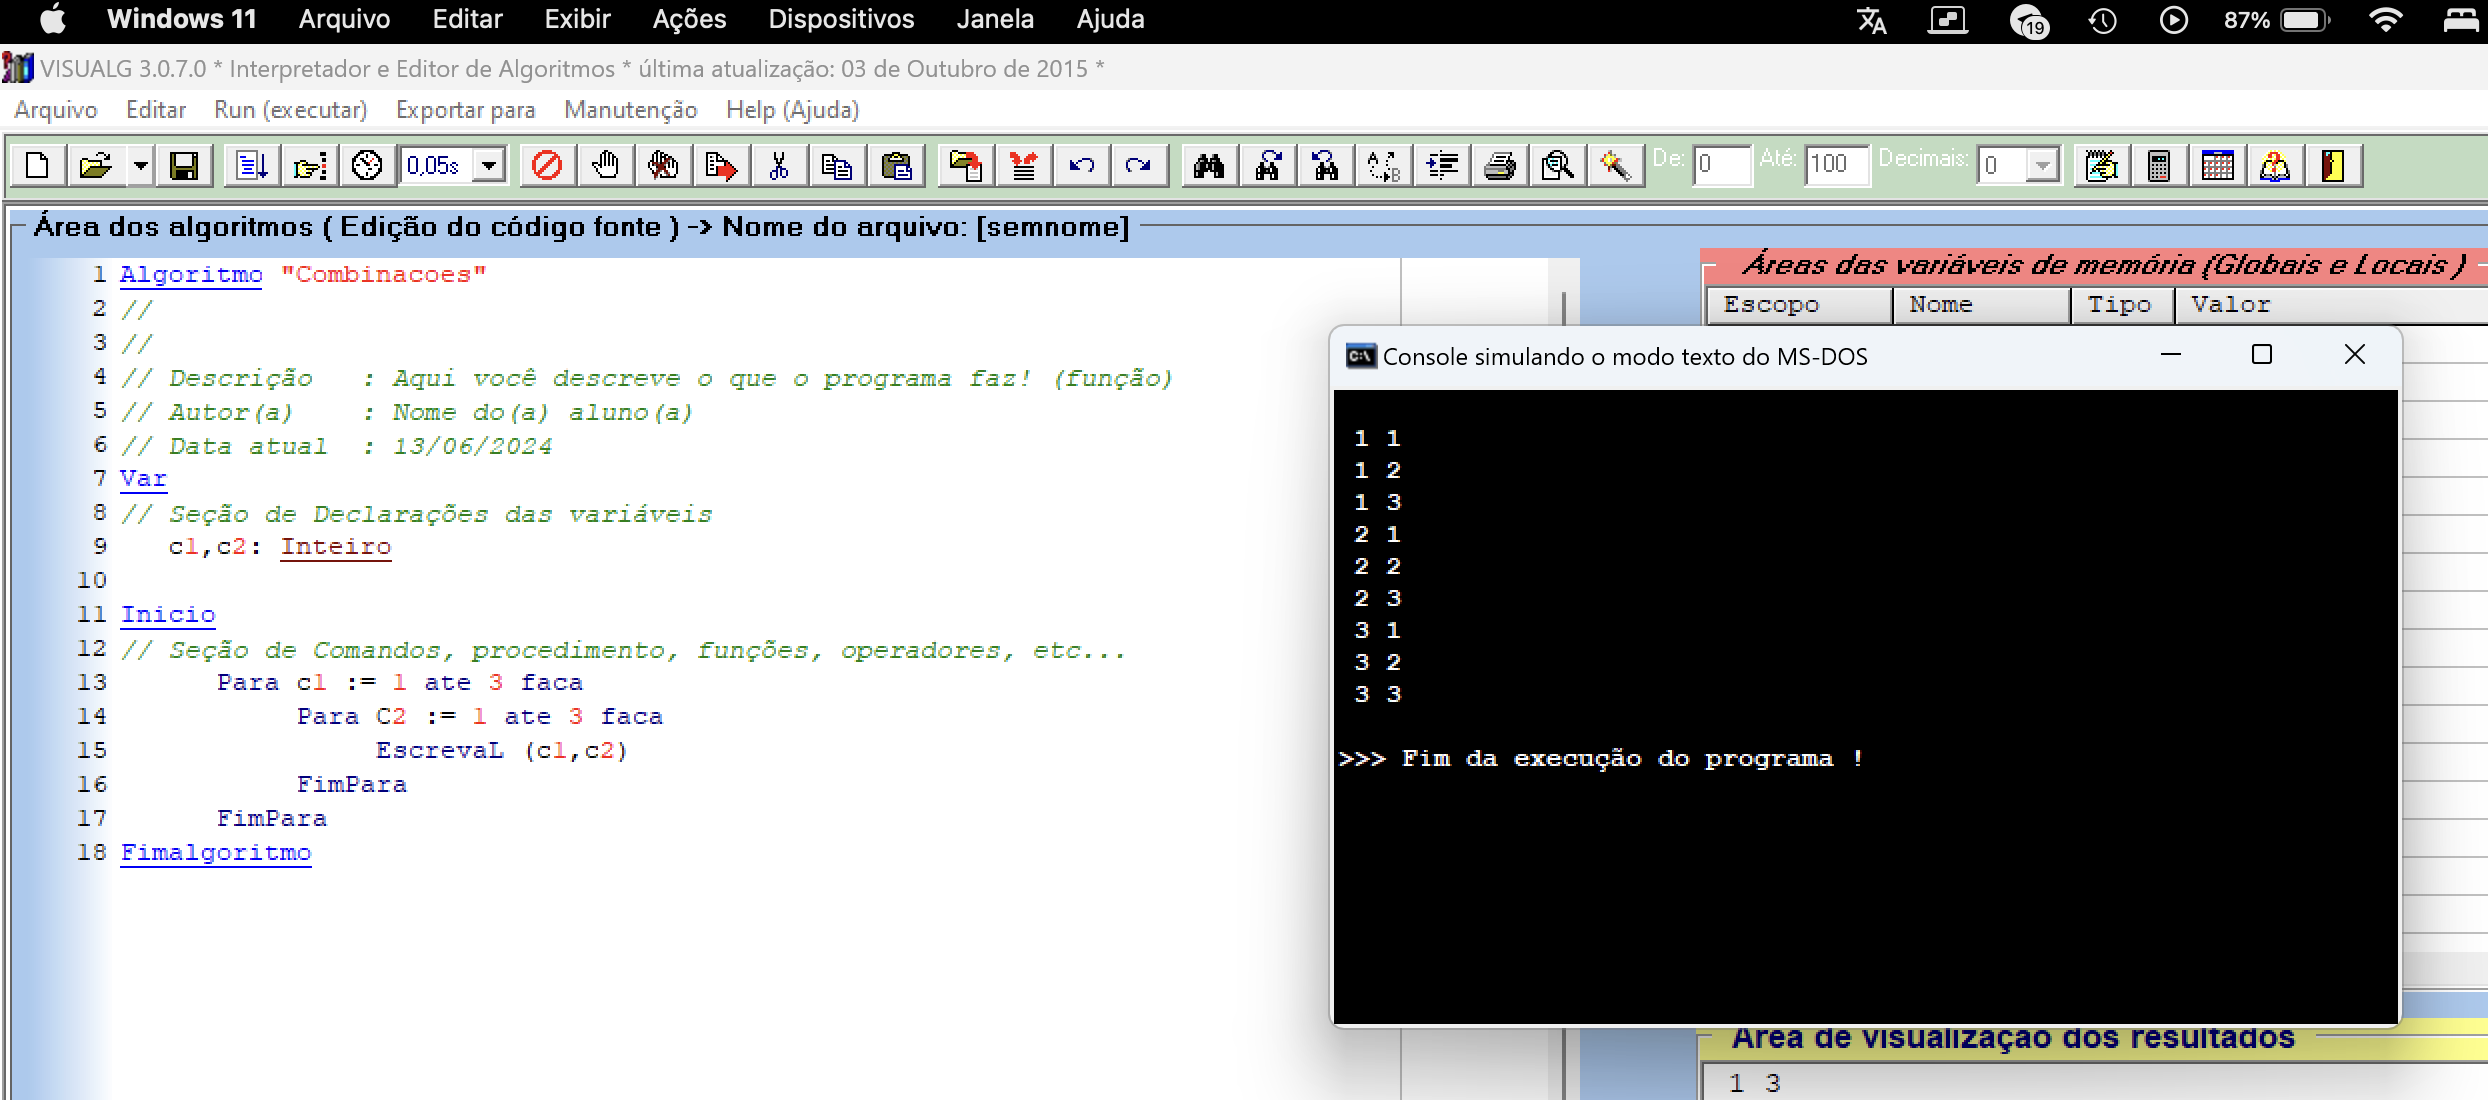 Windows 11 Arquivo Editar Exibir Ações Dispositivos Janela Ajuda 19 87%
VISUALG 3.0.7.0 * Interpretador e Editor de Algoritmos * última atualização: 03 de Outubro de 2015 *
Arquivo Editar Run (executar) Exportar para Manutenção Help (Ajuda)
0,05s De: 0 Até: 100 Decimais: 0
Área dos algoritmos ( Edição do código fonte ) -> Nome do arquivo: [semnome]
1 Algoritmo "Combinacoes"
2 //
3 //
4 // Descrição : Aqui você descreve o que o programa faz! (função)
5 // Autor(a) : Nome do(a) aluno(a)
6 // Data atual : 13/06/2024
7 Var
8 // Seção de Declarações das variáveis
9 c1,c2: Inteiro
10
11 Inicio
12 // Seção de Comandos, procedimento, funções, operadores, etc...
13 Para c1 := 1 ate 3 faca
14 Para C2 := 1 ate 3 faca
15 EscrevaL (c1,c2)
16 FimPara
17 FimPara
18 Fimalgoritmo
Áreas das variáveis de memória (Globais e Locais )
Escopo Nome Tipo Valor
C:\ Console simulando o modo texto do MS-DOS
1 1
1 2
1 3
2 1
2 2
2 3
3 1
3 2
3 3
>>> Fim da execução do programa !
Área de visualização dos resultados
1 3